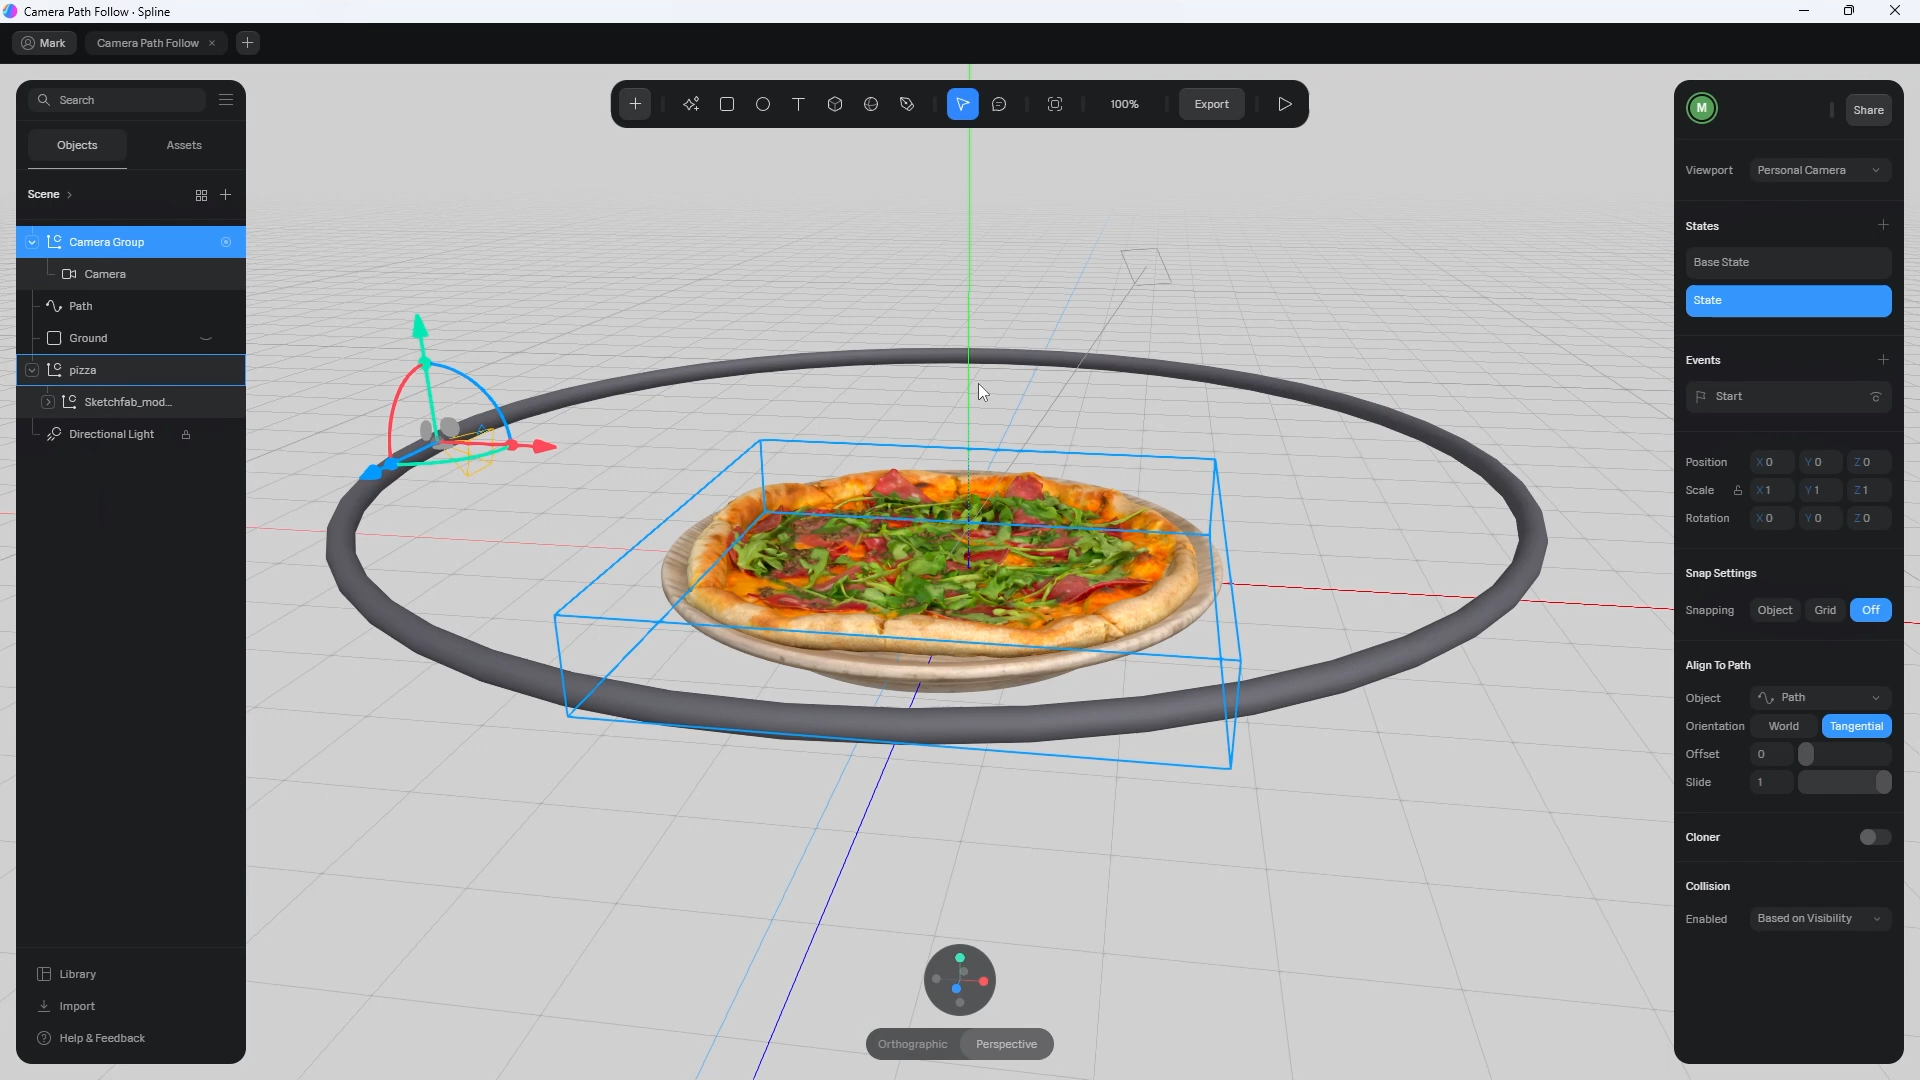 Camera Path Follow - Spline
Mark
Camera Path Follow
Search
Objects
Assets
Scene
Camera Group
Camera
Path
Ground
pizza
Sketchfab_mod...
Directional Light
Library
Import
Help & Feedback
100%
Export
Orthographic
Perspective
M
Share
Viewport
Personal Camera
States
Base State
State
Events
Start
Position X 0 Y 0 Z 0
Scale X 1 Y 1 Z 1
Rotation X 0 Y 0 Z 0
Snap Settings
Snapping Object Grid Off
Align To Path
Object Path
Orientation World Tangential
Offset 0
Slide 1
Cloner
Collision
Enabled Based on Visibility